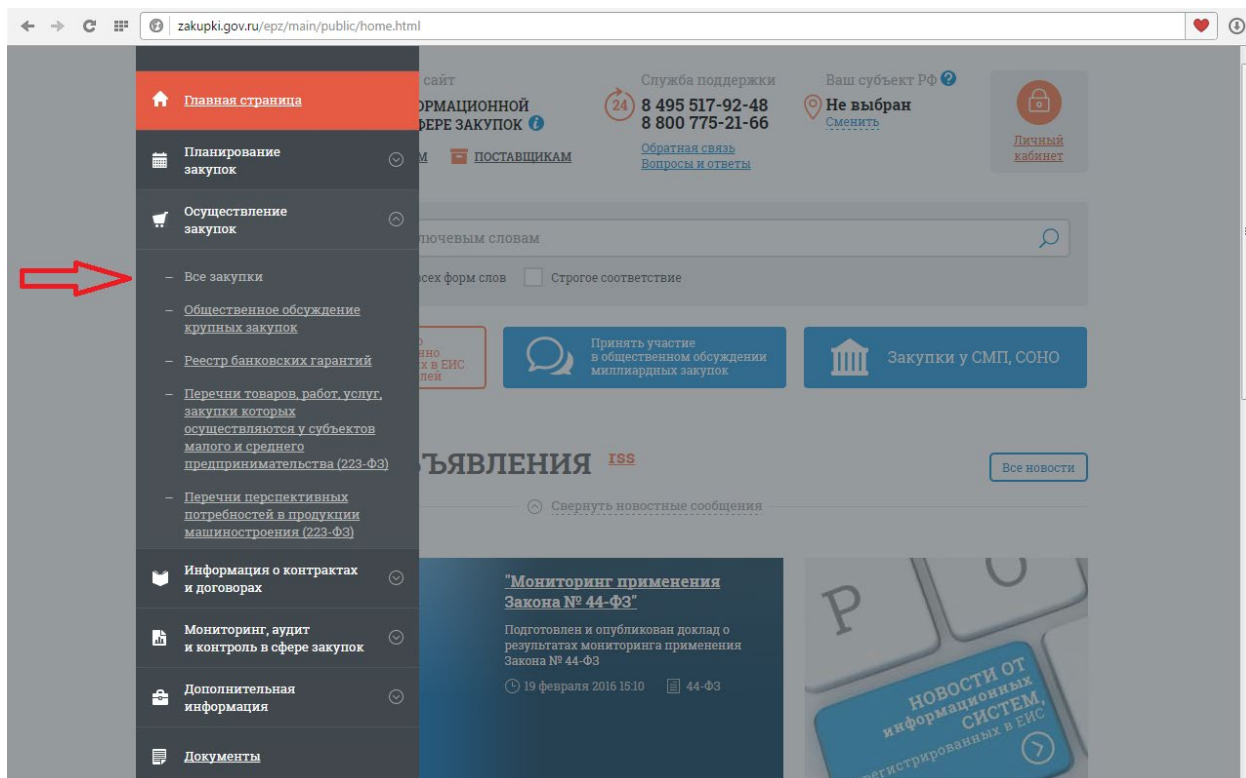 zakupki.gov.ru/epz/main/public/home.html
Главная страница
Планирование
закупок
Осуществление
закупок
Все закупки
Общественное обсуждение
крупных закупок
Реестр банковских гарантий
Перечни товаров, работ, услуг,
закупки которых
осуществляются у субъектов
малого и среднего
предпринимательства (223-ФЗ)
Перечни перспективных
потребностей в продукции
машиностроения (223-ФЗ)
Информация о контрактах
и договорах
Мониторинг, аудит
и контроль в сфере закупок
Дополнительная
информация
Документы
сайт
ОРМАЦИОННОЙ
ФЕРЕ ЗАКУПОК
М
ПОСТАВЩИКАМ
Служба поддержки
24
8 495 517-92-48
8 800 775-21-66
Обратная связь
Вопросы и ответы
Ваш субъект РФ
Не выбран
Сменить
Личный
кабинет
лючевым словам
всех форм слов
Строгое соответствие
о
нно
х в ЕИС
лей
Принять участие
в общественном обсуждении
миллиардных закупок
Закупки у СМП, СОНО
ЪЯВЛЕНИЯ
rss
Все новости
Свернуть новостные сообщения
"Мониторинг применения
Закона № 44-ФЗ"
Подготовлен и опубликован доклад о
результатах мониторинга применения
Закона № 44-ФЗ
19 февраля 2016 15:10
44-ФЗ
НОВОСТИ ОТ
информационных
СИСТЕМ,
регистрированных в ЕИС